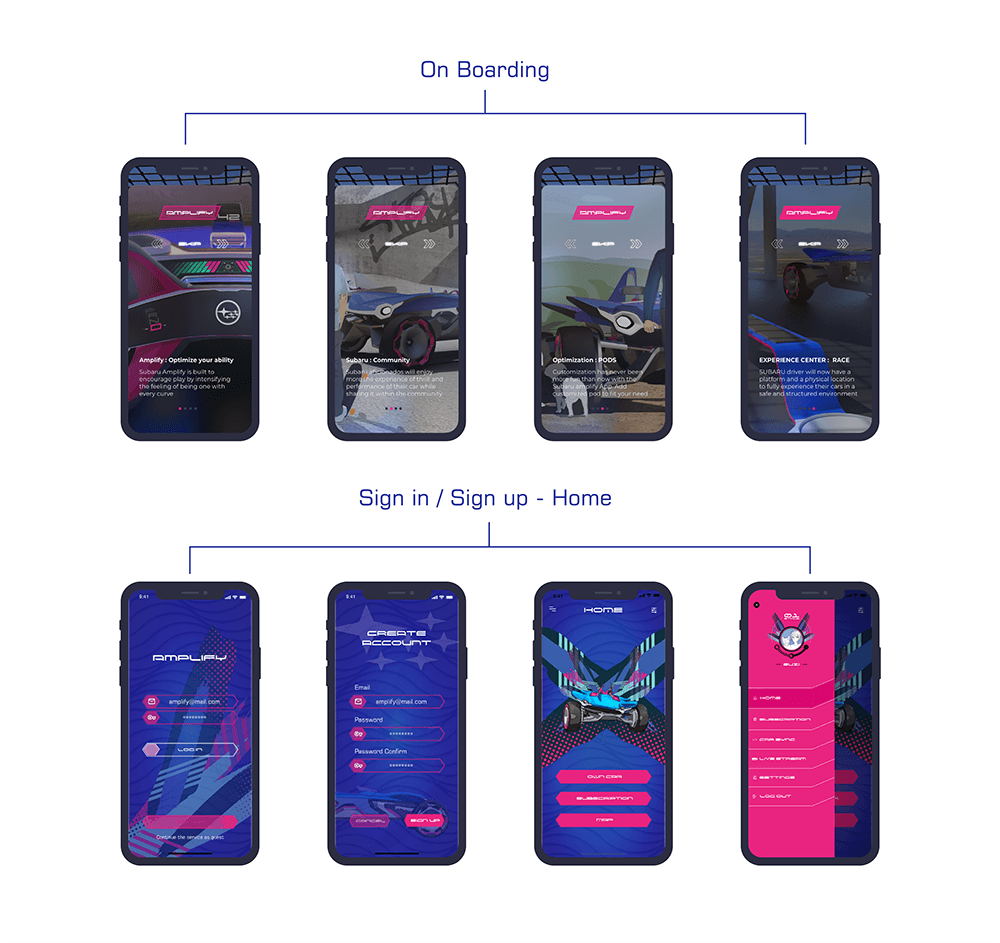 On Boarding
AMPLIFY
42
SKIP
Amplify : Optimize your ability
Subaru Amplify is built to
encourage play by intensifying
the feeling of being one with
every curve
AMPLIFY
SKIP
Subaru : Community
Subaru aficionados will enjoy
more the experience of thrill and
performance of their car while
sharing it within the community
AMPLIFY
SKIP
Optimization : PODS
Customization has never been
more fun than now with the
Subaru amplify App. Add
customized pod to fit your need
AMPLIFY
SKIP
EXPERIENCE CENTER : RACE
SUBARU driver will now have a
platform and a physical location
to fully experience their cars in a
safe and structured environment
Sign in / Sign up - Home
9:41
AMPLIFY
amplify@mail.com
********
LOG IN
Continue the service as guest
9:41
CREATE
ACCOUNT
Email
amplify@mail.com
Password
********
Password Confirm
********
CANCEL
SIGN UP
9:41
HOME
OWN CAR
SUBSCRIPTION
MAP
HOME
SUBSCRIPTION
CAR SYNC
LIVE STREAM
SETTINGS
LOG OUT